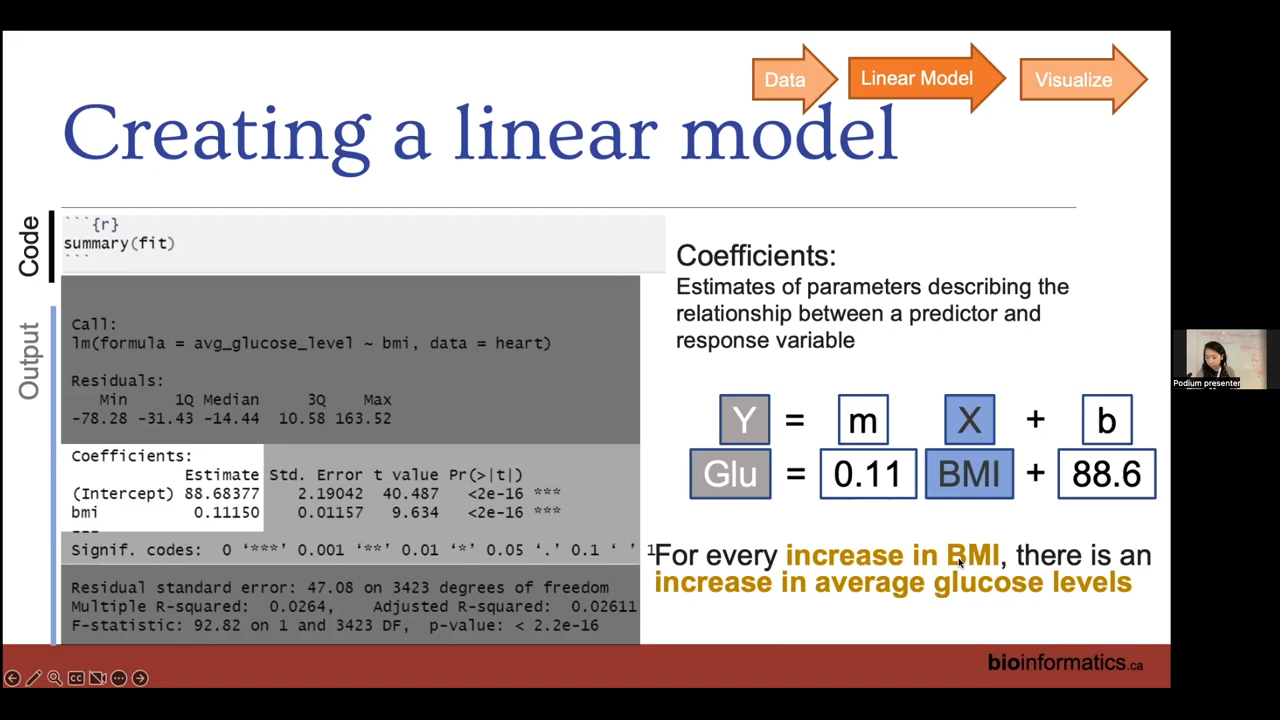 Data
Linear Model
Visualize
Creating a linear model
Code
```{r}
summary(fit)
```
Output
Call:
lm(formula = avg_glucose_level ~ bmi, data = heart)
Residuals:
Min 1Q Median 3Q Max
-78.28 -31.43 -14.44 10.58 163.52
Coefficients:
Estimate Std. Error t value Pr(>|t|)
(Intercept) 88.68377 2.19042 40.487 <2e-16 ***
bmi 0.11150 0.01157 9.634 <2e-16 ***
---
Signif. codes: 0 ‘***’ 0.001 ‘**’ 0.01 ‘*’ 0.05 ‘.’ 0.1 ‘ ’ 1
Residual standard error: 47.08 on 3423 degrees of freedom
Multiple R-squared: 0.0264, Adjusted R-squared: 0.02611
F-statistic: 92.82 on 1 and 3423 DF, p-value: < 2.2e-16
Coefficients:
Estimates of parameters describing the
relationship between a predictor and
response variable
Y = m X + b
Glu = 0.11 BMI + 88.6
For every increase in BMI, there is an
increase in average glucose levels
bioinformatics.ca
Podium presenter
CC